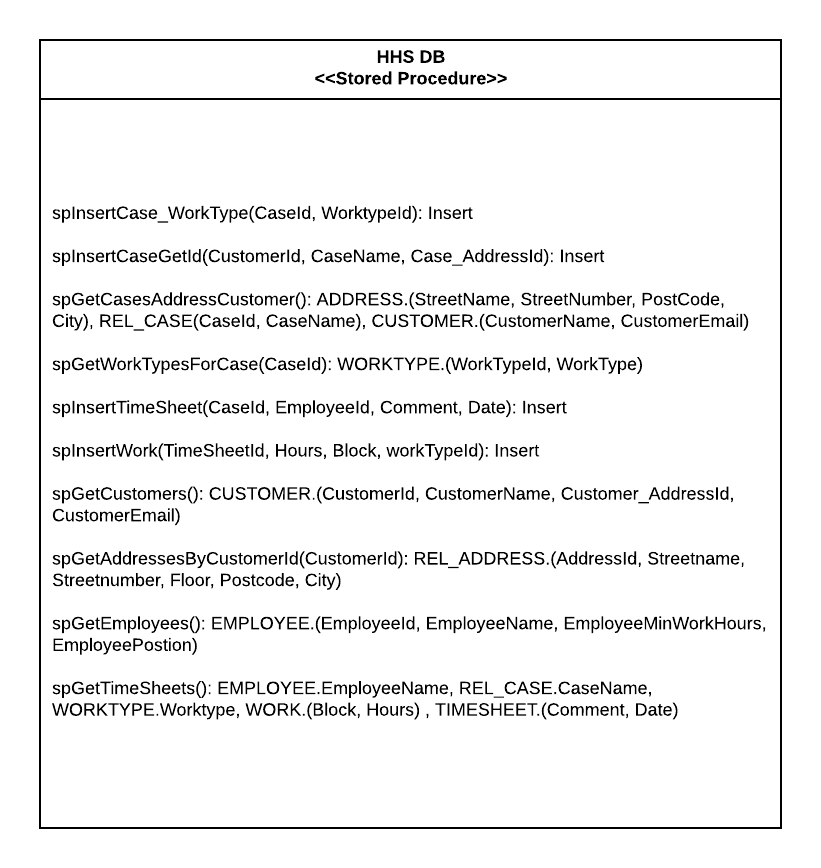 HHS DB
<<Stored Procedure>>
spInsertCase_WorkType(CaseId, WorktypeId): Insert
spInsertCaseGetId(CustomerId, CaseName, Case_AddressId): Insert
spGetCasesAddressCustomer(): ADDRESS.(StreetName, StreetNumber, PostCode,
City), REL_CASE(CaseId, CaseName), CUSTOMER.(CustomerName, CustomerEmail)
spGetWorkTypesForCase(CaseId): WORKTYPE.(WorkTypeId, WorkType)
spInsertTimeSheet(CaseId, EmployeeId, Comment, Date): Insert
spInsertWork(TimeSheetId, Hours, Block, workTypeId): Insert
spGetCustomers(): CUSTOMER.(CustomerId, CustomerName, Customer_AddressId,
CustomerEmail)
spGetAddressesByCustomerId(CustomerId): REL_ADDRESS.(AddressId, Streetname,
Streetnumber, Floor, Postcode, City)
spGetEmployees(): EMPLOYEE.(EmployeeId, EmployeeName, EmployeeMinWorkHours,
EmployeePostion)
spGetTimeSheets(): EMPLOYEE.EmployeeName, REL_CASE.CaseName,
WORKTYPE.Worktype, WORK.(Block, Hours) , TIMESHEET.(Comment, Date)